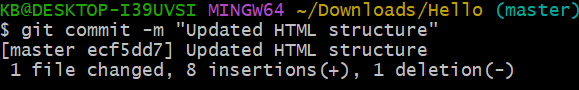 KB@DESKTOP-I39UVSI MINGW64 ~/Downloads/Hello (master)
$ git commit -m "Updated HTML structure"
[master ecf5dd7] Updated HTML structure
 1 file changed, 8 insertions(+), 1 deletion(-)